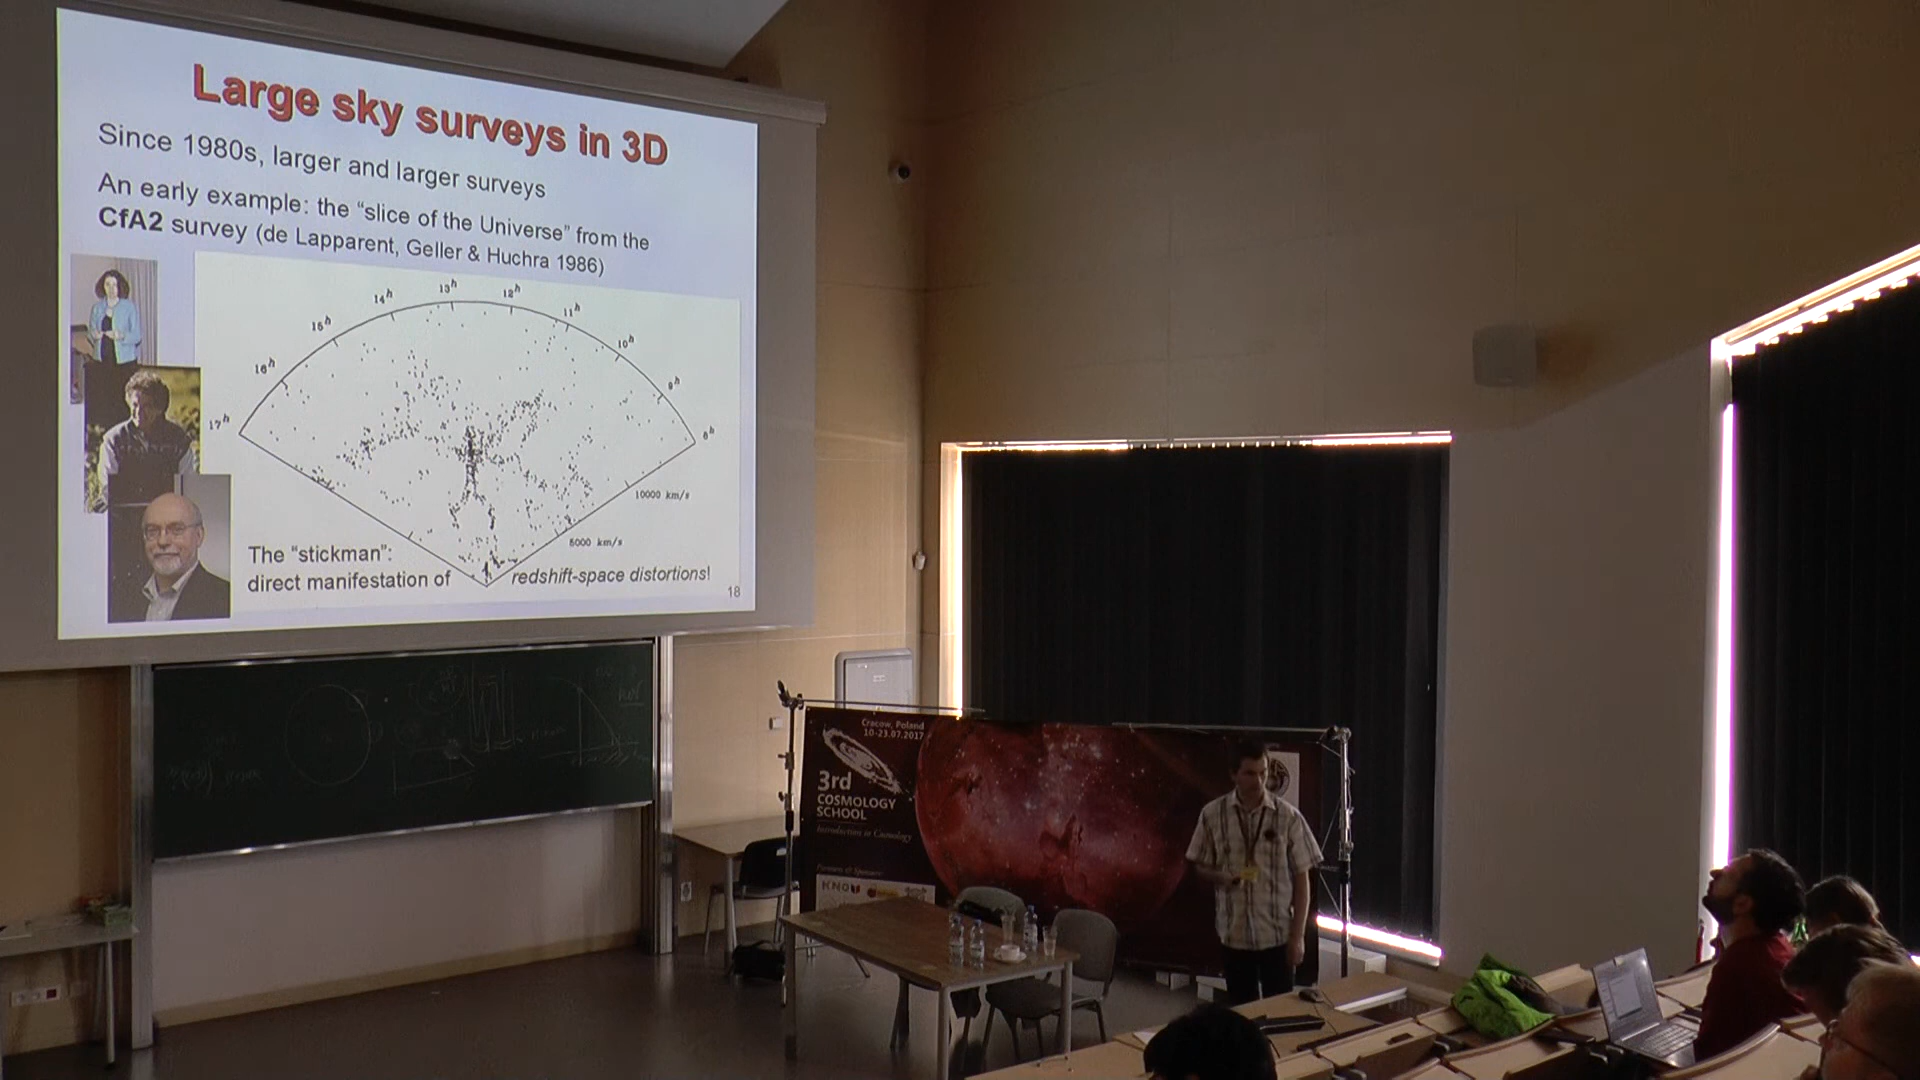 Large sky surveys in 3D
Since 1980s, larger and larger surveys
An early example: the “slice of the Universe” from the
CfA2 survey (de Lapparent, Geller & Huchra 1986)
17h
16h
15h
14h
13h
12h
11h
10h
9h
8h
10000 km/s
5000 km/s
The “stickman”:
direct manifestation of redshift-space distortions!
18
Cracow, Poland
10-23.07.2017
3rd
COSMOLOGY
SCHOOL
Introduction to Cosmology